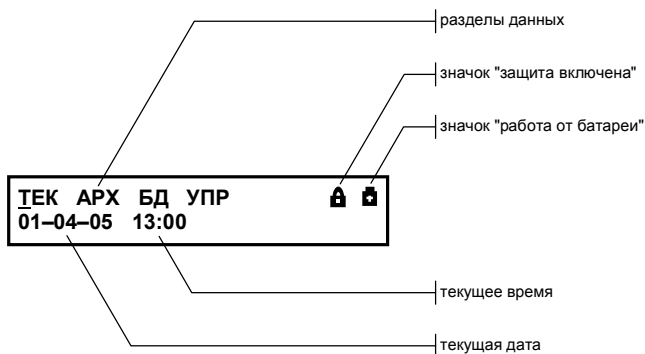 разделы данных
значок "защита включена"
значок "работа от батареи"
ТЕК АРХ БД УПР
01–04–05 13:00
текущее время
текущая дата